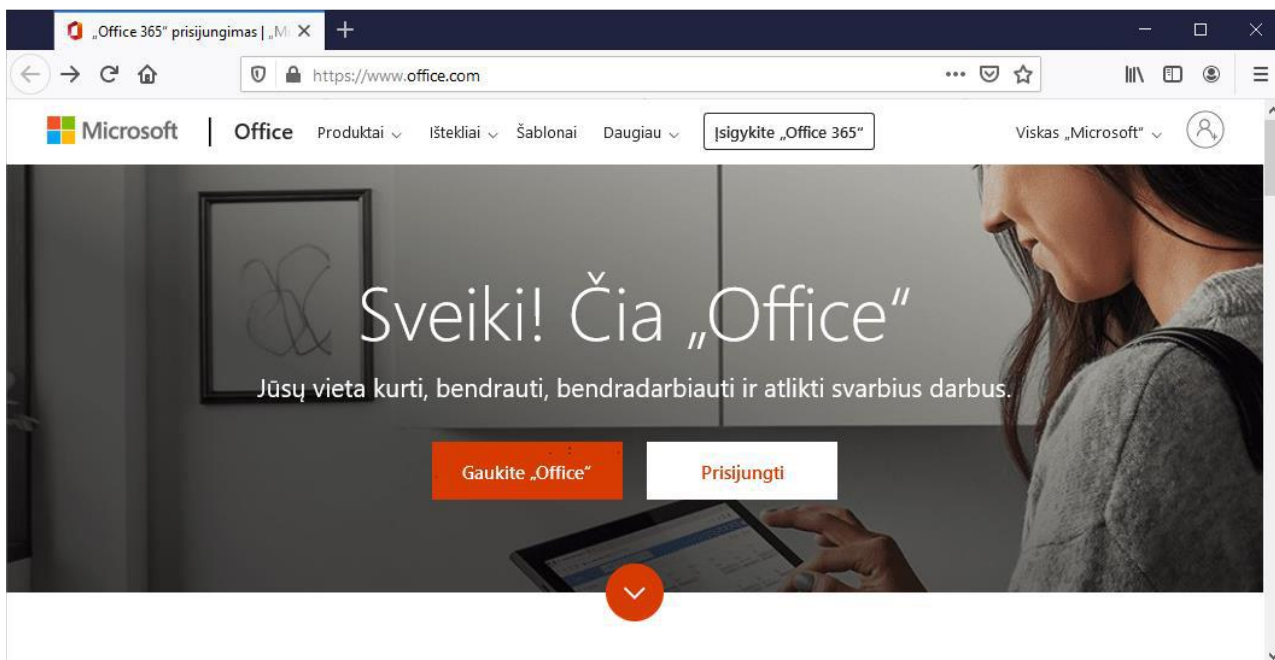 „Office 365“ prisijungimas | „Mi
https://www.office.com
Microsoft | Office Produktai Ištekliai Šablonai Daugiau Įsigykite „Office 365“ Viskas „Microsoft“
Sveiki! Čia „Office“
Jūsų vieta kurti, bendrauti, bendradarbiauti ir atlikti svarbius darbus.
Gaukite „Office“ Prisijungti